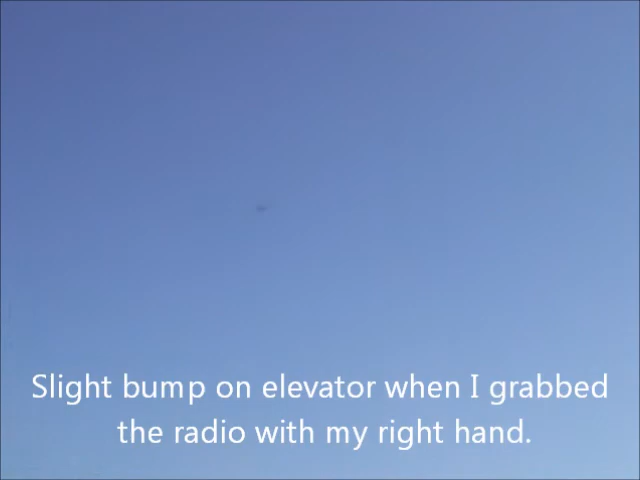 Slight bump on elevator when I grabbed
the radio with my right hand.